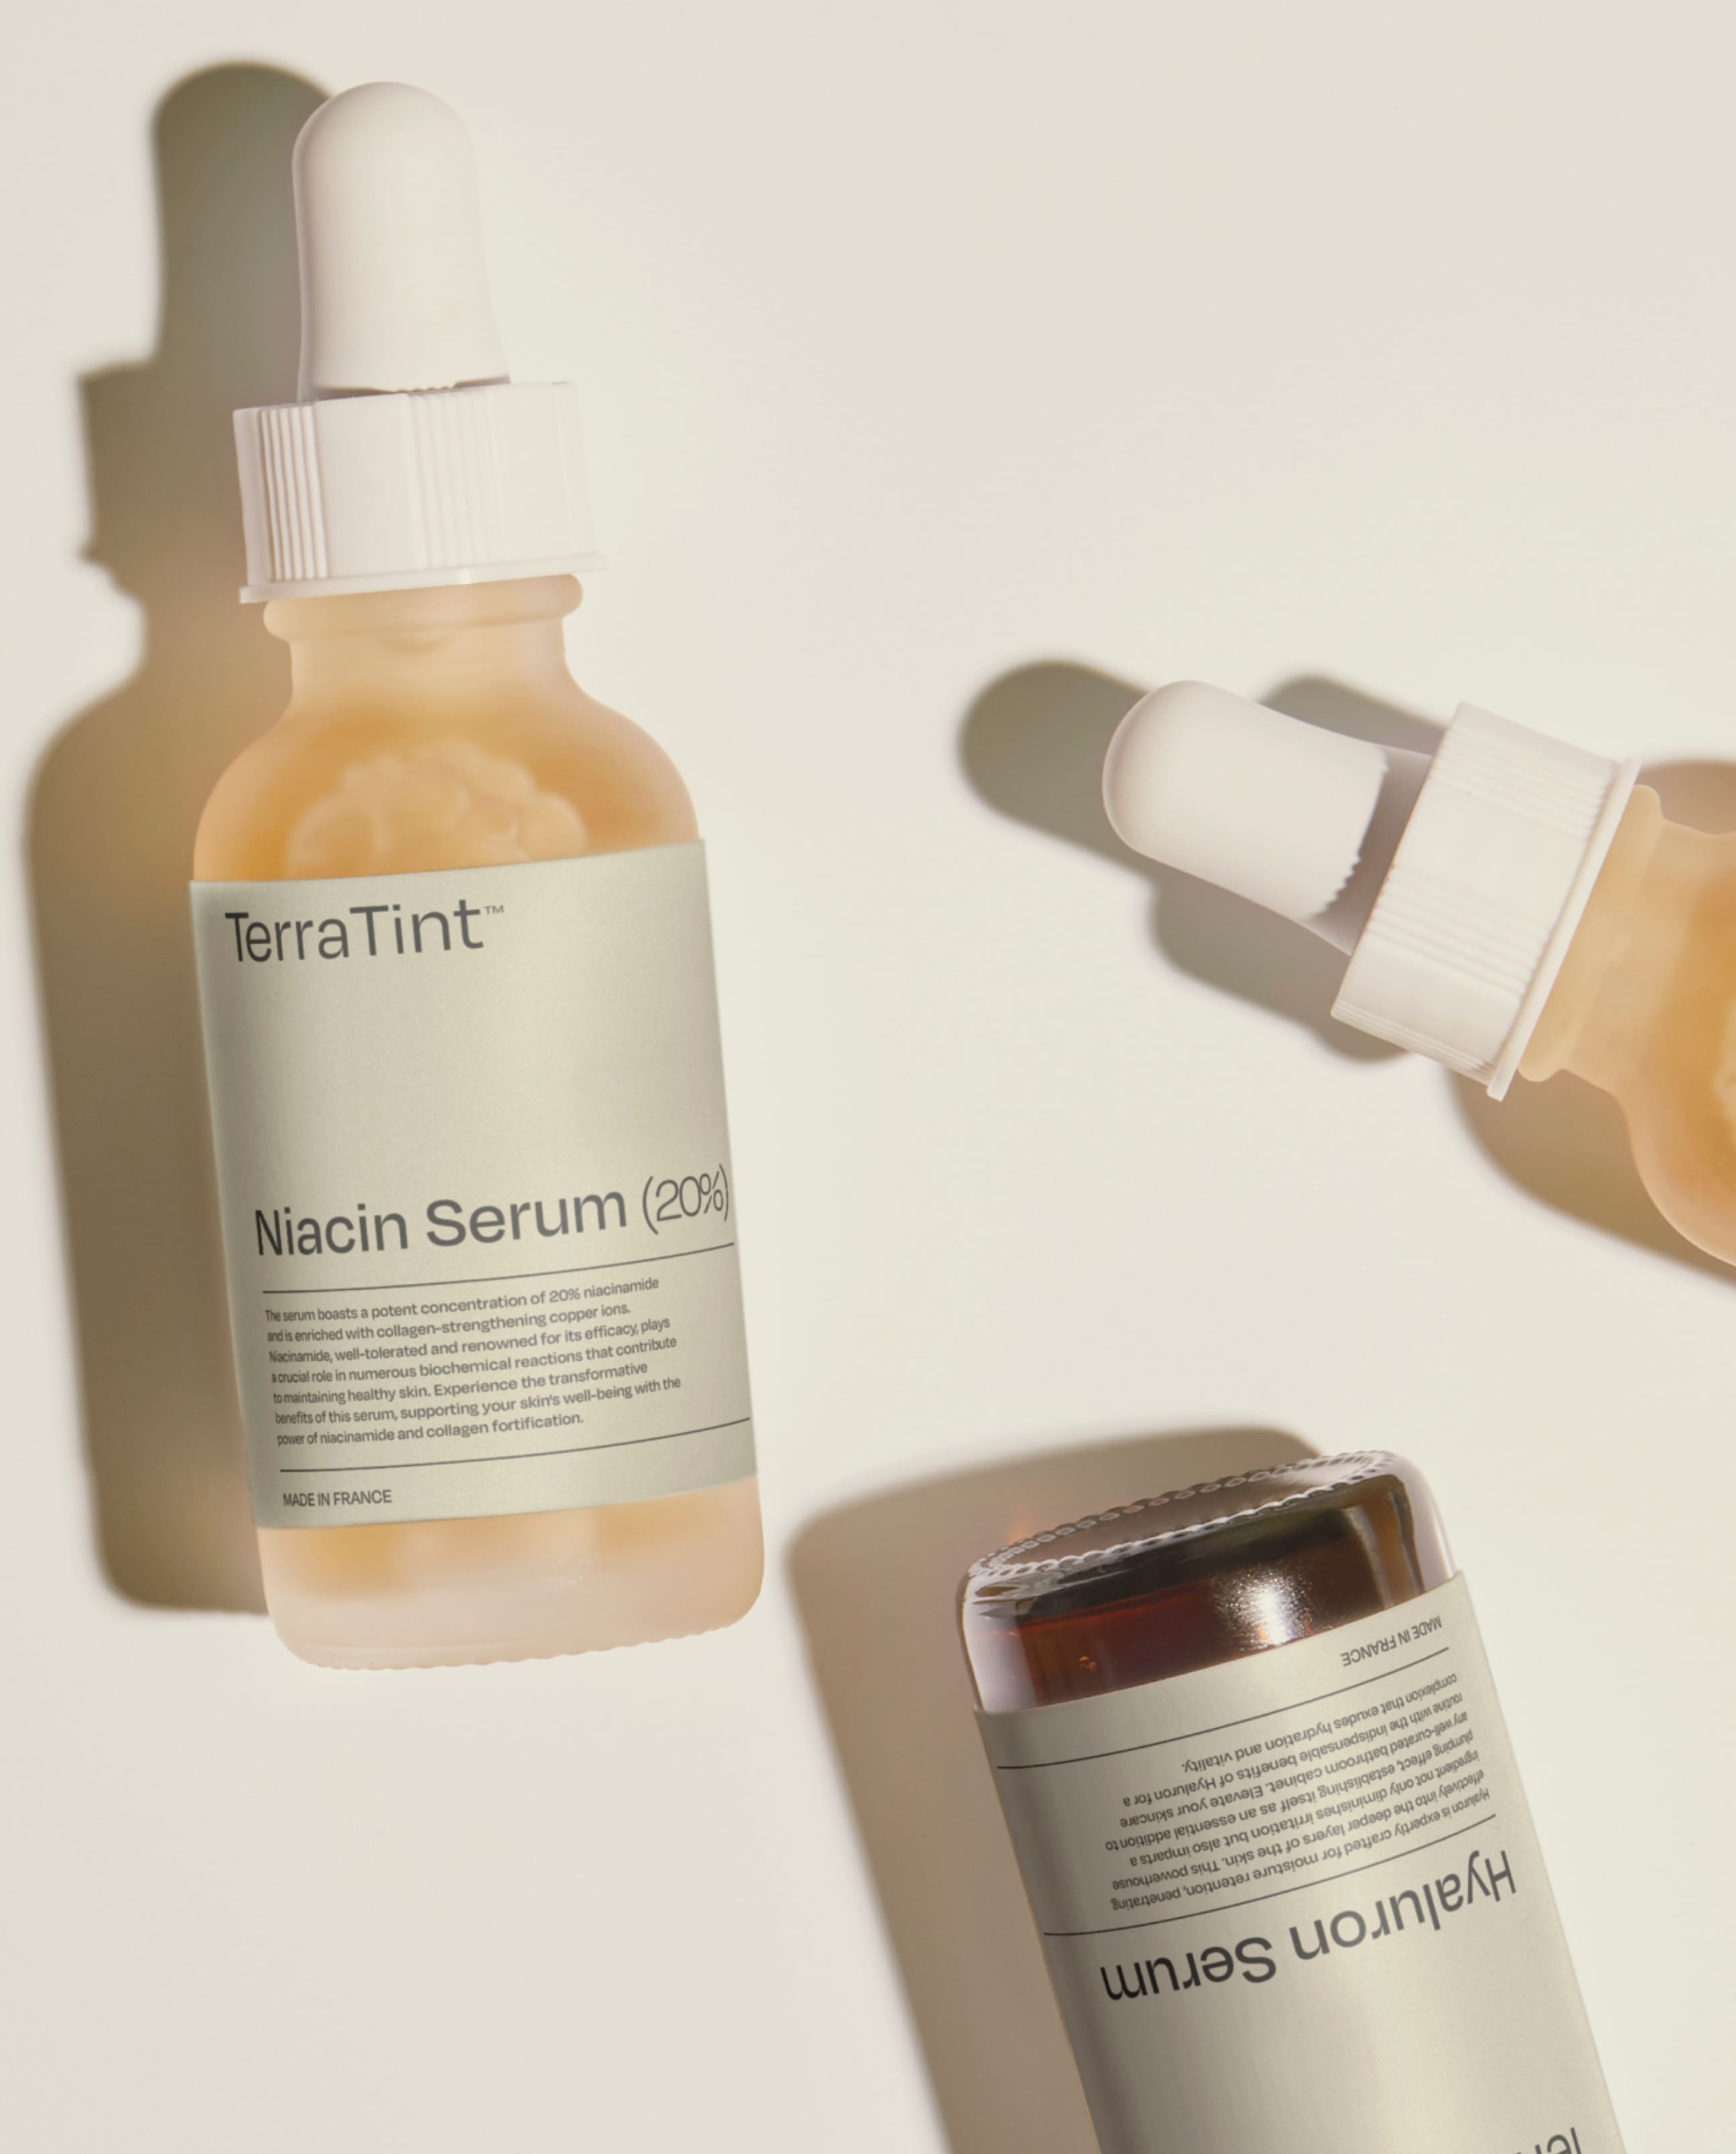 TerraTint™
Niacin Serum (20%)
The serum boasts a potent concentration of 20% niacinamide
and is enriched with collagen-strengthening copper ions.
Niacinamide, well-tolerated and renowned for its efficacy, plays
a crucial role in numerous biochemical reactions that contribute
to maintaining healthy skin. Experience the transformative
benefits of this serum, supporting your skin's well-being with the
power of niacinamide and collagen fortification.
MADE IN FRANCE
Hyaluron Serum
Hyaluron is expertly crafted for moisture retention, penetrating
effectively into the deeper layers of the skin. This powerhouse
ingredient not only diminishes irritation but also imparts a
plumping effect, establishing itself as an essential addition to
any well-curated bathroom cabinet. Elevate your skincare
routine with the indispensable benefits of Hyaluron for a
complexion that exudes hydration and vitality.
MADE IN FRANCE